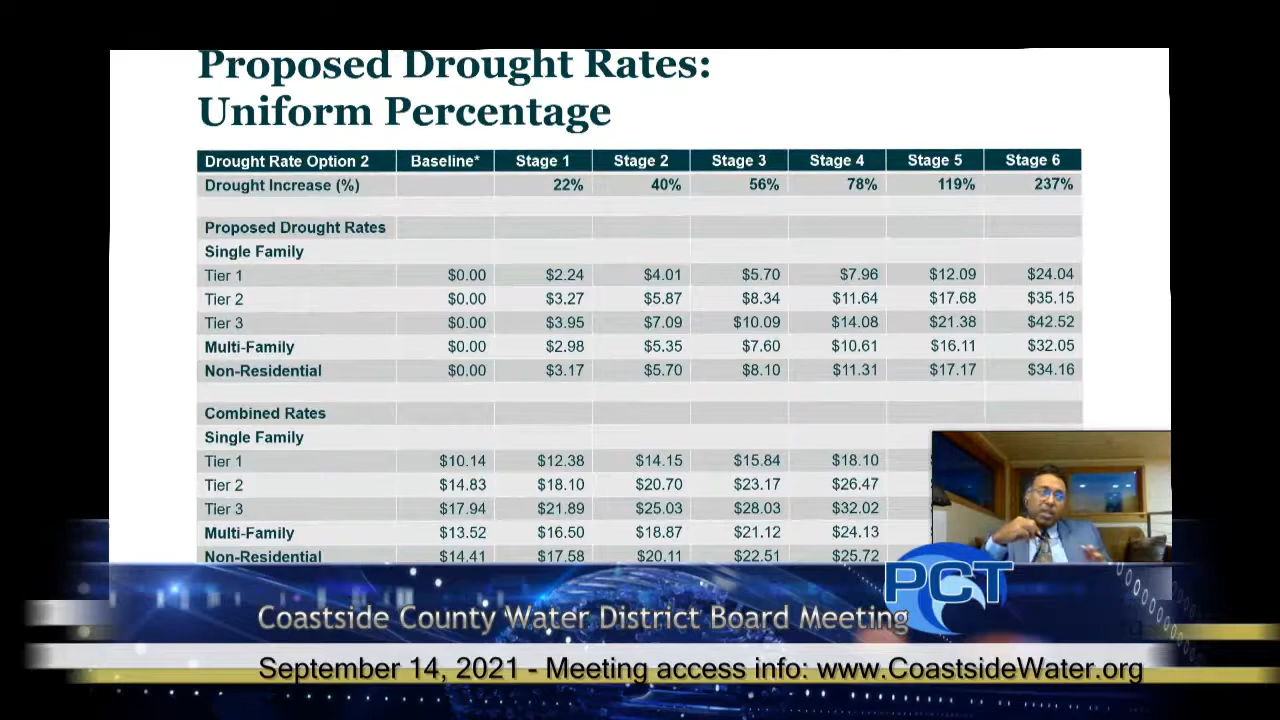 Proposed Drought Rates:
Uniform Percentage
Drought Rate Option 2 Baseline* Stage 1 Stage 2 Stage 3 Stage 4 Stage 5 Stage 6
Drought Increase (%) 22% 40% 56% 78% 119% 237%
Proposed Drought Rates
Single Family
Tier 1 $0.00 $2.24 $4.01 $5.70 $7.96 $12.09 $24.04
Tier 2 $0.00 $3.27 $5.87 $8.34 $11.64 $17.68 $35.15
Tier 3 $0.00 $3.95 $7.09 $10.09 $14.08 $21.38 $42.52
Multi-Family $0.00 $2.98 $5.35 $7.60 $10.61 $16.11 $32.05
Non-Residential $0.00 $3.17 $5.70 $8.10 $11.31 $17.17 $34.16
Combined Rates
Single Family
Tier 1 $10.14 $12.38 $14.15 $15.84 $18.10
Tier 2 $14.83 $18.10 $20.70 $23.17 $26.47
Tier 3 $17.94 $21.89 $25.03 $28.03 $32.02
Multi-Family $13.52 $16.50 $18.87 $21.12 $24.13
Non-Residential $14.41 $17.58 $20.11 $22.51 $25.72
PCT
Coastside County Water District Board Meeting
September 14, 2021 - Meeting access info: www.CoastsideWater.org